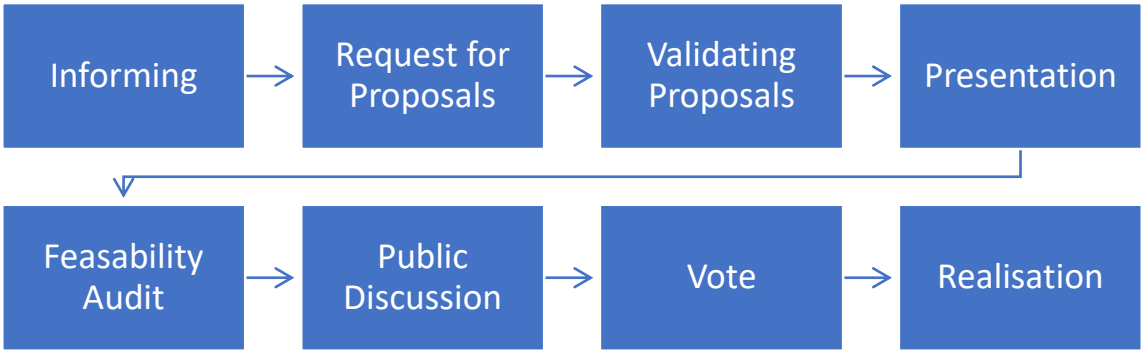 Informing
Request for
Proposals
Validating
Proposals
Presentation
Feasability
Audit
Public
Discussion
Vote
Realisation